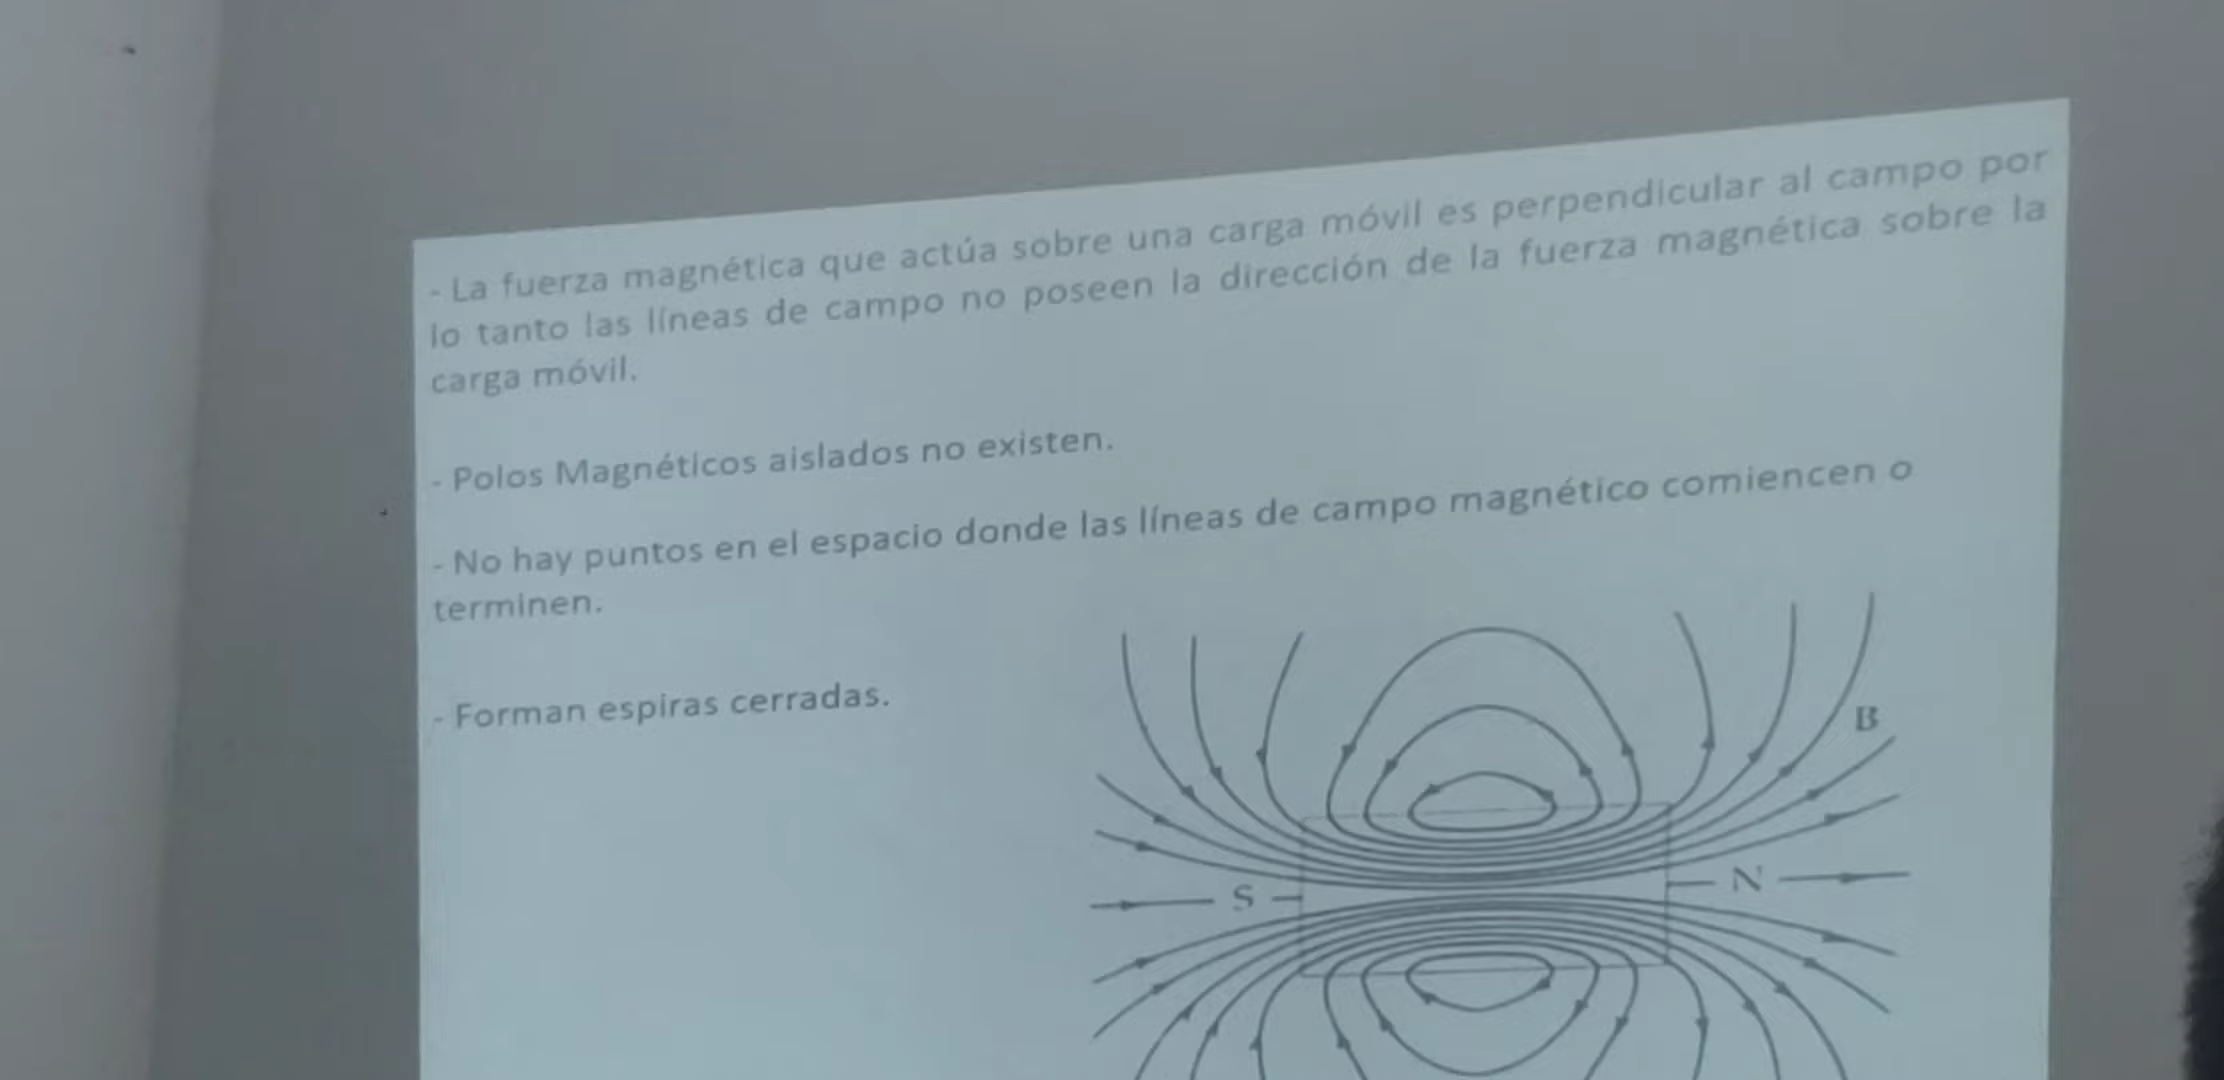 - La fuerza magnética que actúa sobre una carga móvil es perpendicular al campo por
lo tanto las líneas de campo no poseen la dirección de la fuerza magnética sobre la
carga móvil.
- Polos Magnéticos aislados no existen.
- No hay puntos en el espacio donde las líneas de campo magnético comiencen o
terminen.
- Forman espiras cerradas.
B
S
N